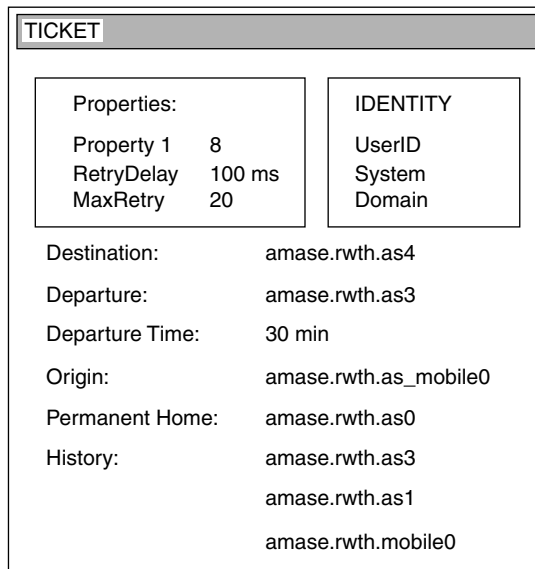 TICKET
Properties:
Property 1 8
RetryDelay 100 ms
MaxRetry 20
IDENTITY
UserID
System
Domain
Destination: amase.rwth.as4
Departure: amase.rwth.as3
Departure Time: 30 min
Origin: amase.rwth.as_mobile0
Permanent Home: amase.rwth.as0
History: amase.rwth.as3
amase.rwth.as1
amase.rwth.mobile0